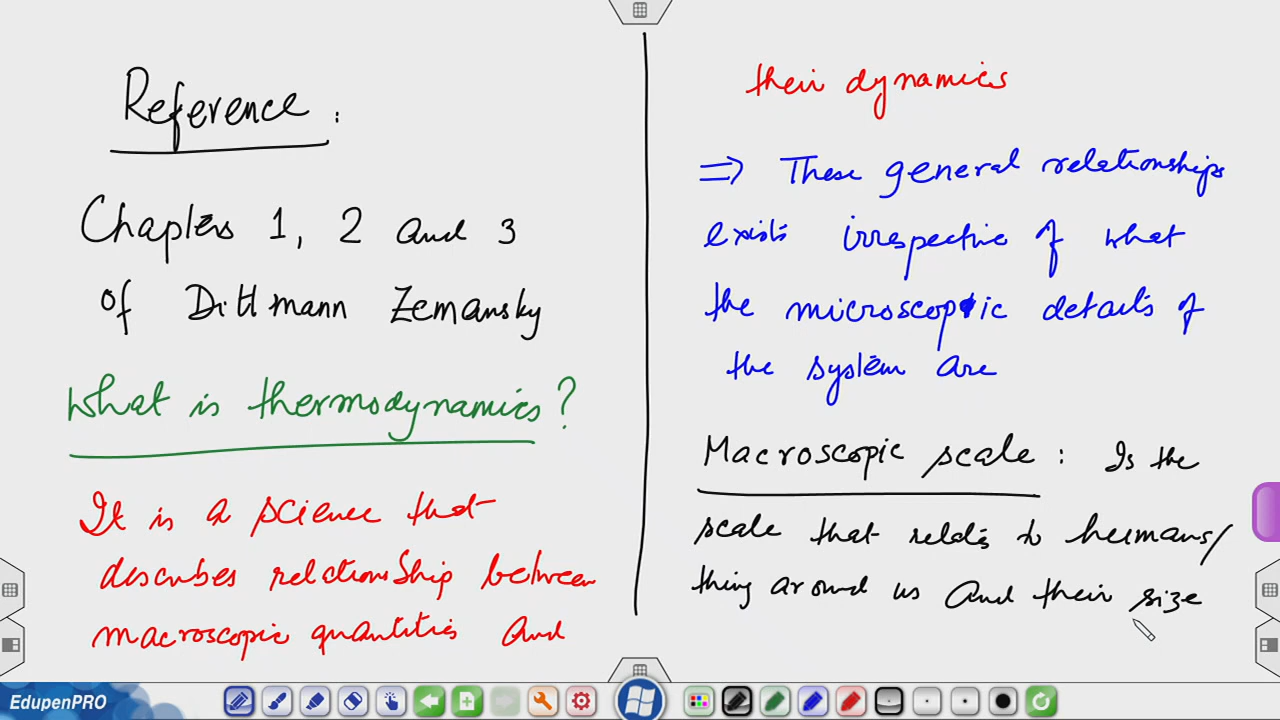 Reference :
Chapters 1, 2 and 3
of Dittmann Zemansky
What is thermodynamics?
It is a science that
describes relationship between
macroscopic quantities and
their dynamics
⇒ These general relationships
exists irrespective of what
the microscopic details of
the system are
Macroscopic scale : Is the
scale that relates to humans/
thing around us and their size
EdupenPRO